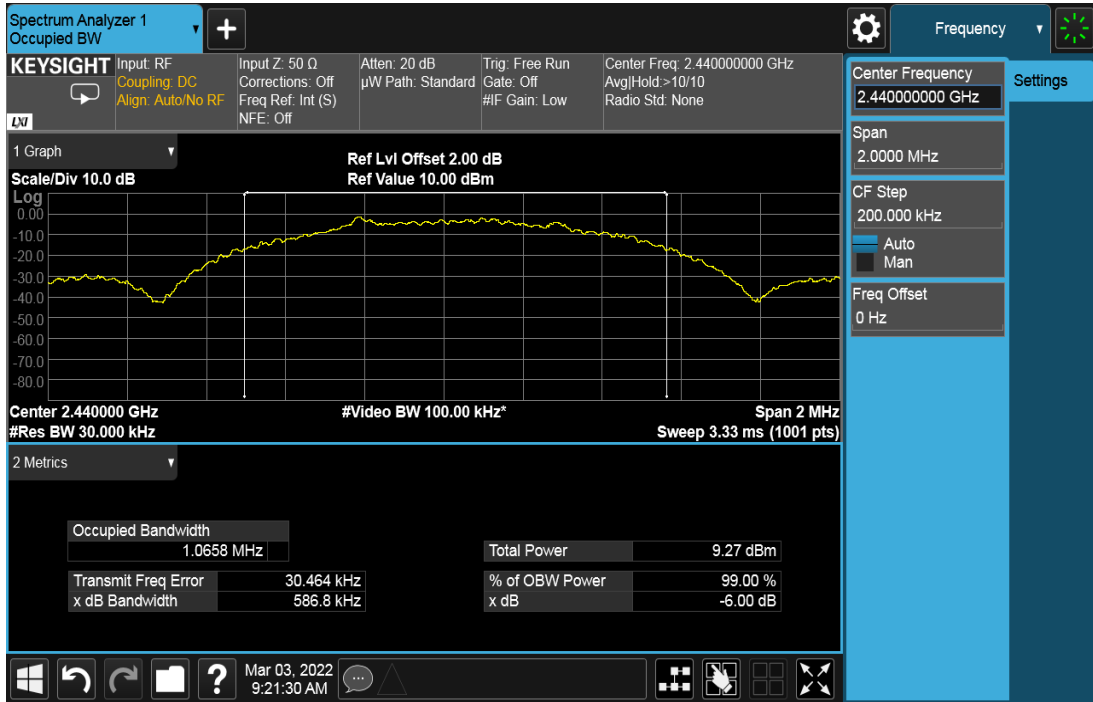 Spectrum Analyzer 1
Occupied BW
+
Frequency
KEYSIGHT
LXI
Input: RF
Coupling: DC
Align: Auto/No RF
Input Z: 50 Ω
Corrections: Off
Freq Ref: Int (S)
NFE: Off
Atten: 20 dB
µW Path: Standard
Trig: Free Run
Gate: Off
#IF Gain: Low
Center Freq: 2.440000000 GHz
Avg|Hold:>10/10
Radio Std: None
Center Frequency
2.440000000 GHz
Settings
Span
2.0000 MHz
CF Step
200.000 kHz
Auto
Man
Freq Offset
0 Hz
1 Graph
Scale/Div 10.0 dB
Ref Lvl Offset 2.00 dB
Ref Value 10.00 dBm
Log
0.00
-10.0
-20.0
-30.0
-40.0
-50.0
-60.0
-70.0
-80.0
Center 2.440000 GHz
#Video BW 100.00 kHz*
Span 2 MHz
#Res BW 30.000 kHz
Sweep 3.33 ms (1001 pts)
2 Metrics
Occupied Bandwidth
1.0658 MHz
Total Power 9.27 dBm
Transmit Freq Error 30.464 kHz
% of OBW Power 99.00 %
x dB Bandwidth 586.8 kHz
x dB -6.00 dB
?
Mar 03, 2022
9:21:30 AM